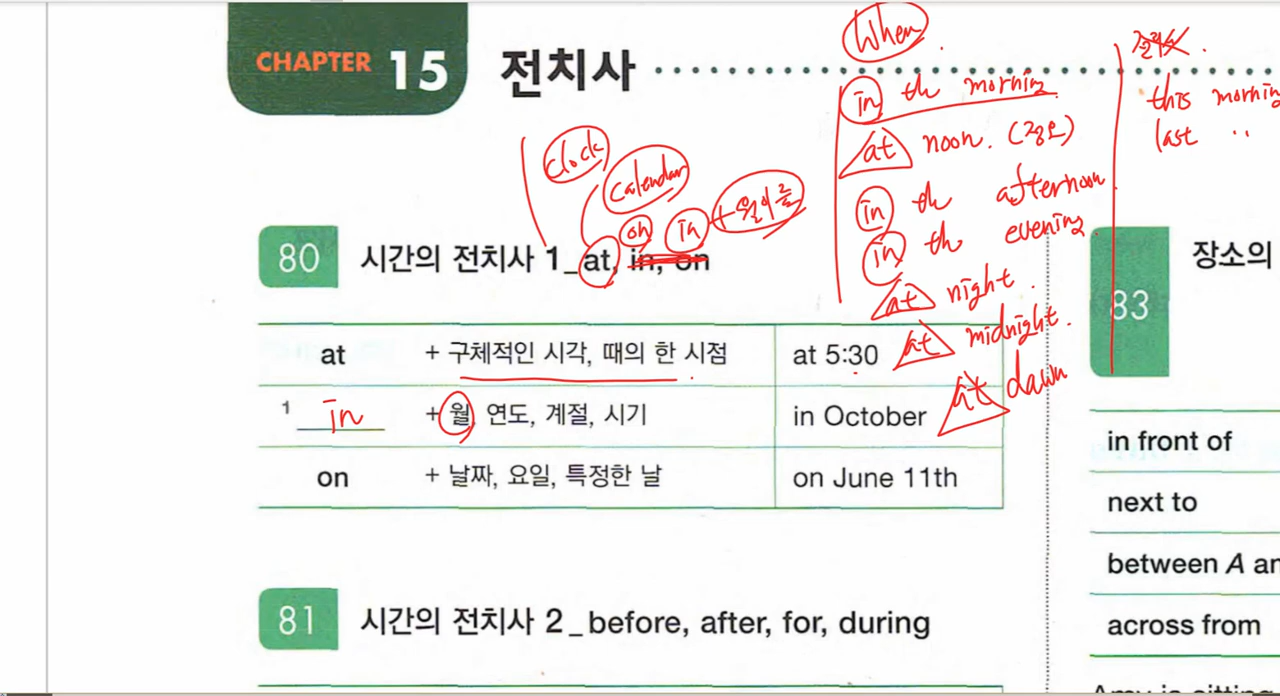 CHAPTER 15 전치사
When.
in the morning
at noon. (정오)
in the afternoon
in the evening.
at night.
at midnight.
at dawn
this morning
last "
clock
calendar
on in + 월이름
80 시간의 전치사 1_at, in, on
at + 구체적인 시각, 때의 한 시점 at 5:30
1 in + 월, 연도, 계절, 시기 in October
on + 날짜, 요일, 특정한 날 on June 11th
81 시간의 전치사 2_before, after, for, during
83 장소의
in front of
next to
between A an
across from